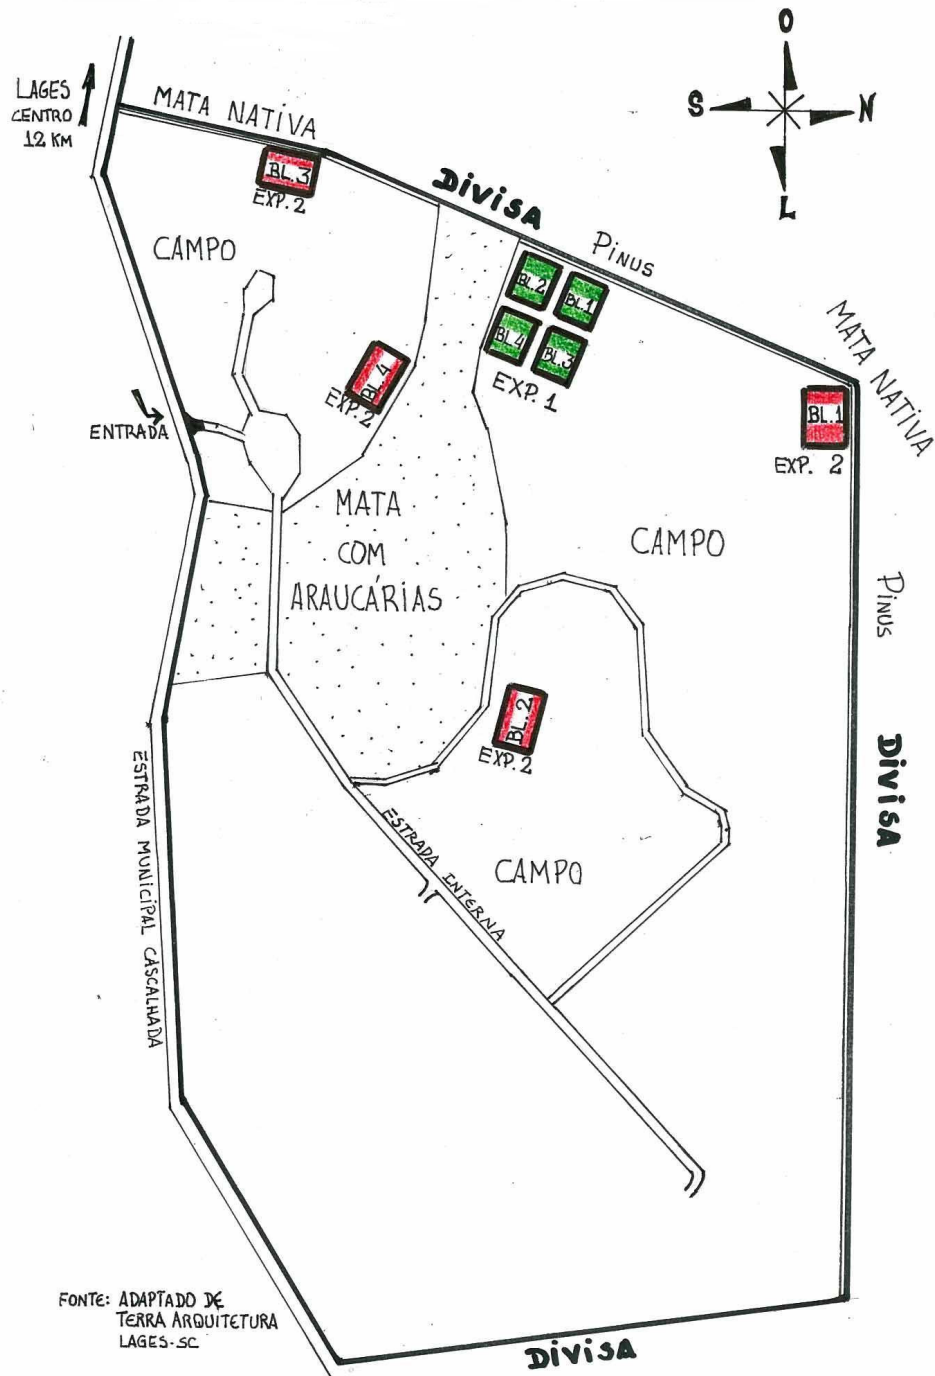 O
S
N
L
LAGES
CENTRO
12 KM
MATA NATIVA
DIVISA
PINUS
MATA NATIVA
BL.3
EXP. 2
CAMPO
BL.2
BL.1
BL.4
BL.3
EXP. 1
BL.4
EXP. 2
BL.1
EXP. 2
ENTRADA
MATA
COM
ARAUCÁRIAS
CAMPO
PINUS
BL.2
EXP. 2
DIVISA
ESTRADA MUNICIPAL CASCALHADA
ESTRADA INTERNA
CAMPO
FONTE: ADAPTADO DE
TERRA ARQUITETURA
LAGES-SC
DIVISA